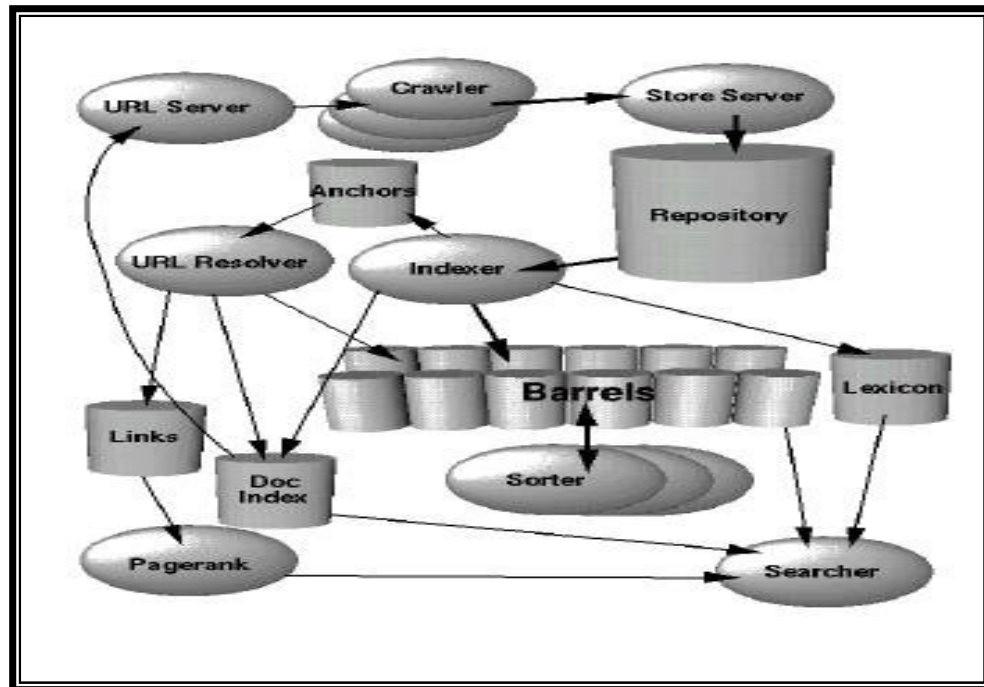 URL Server
Crawler
Store Server
Anchors
Repository
URL Resolver
Indexer
Barrels
Lexicon
Links
Doc
Index
Sorter
Pagerank
Searcher